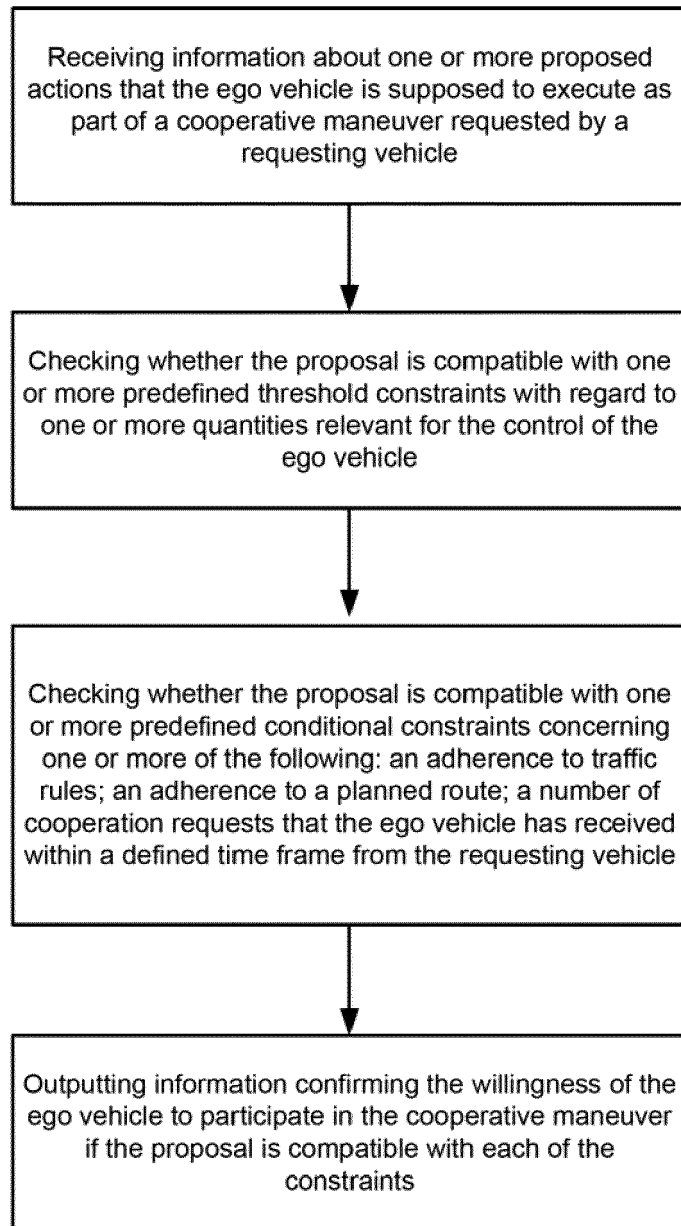 Receiving information about one or more proposed
actions that the ego vehicle is supposed to execute as
part of a cooperative maneuver requested by a
requesting vehicle
Checking whether the proposal is compatible with one
or more predefined threshold constraints with regard to
one or more quantities relevant for the control of the
ego vehicle
Checking whether the proposal is compatible with one
or more predefined conditional constraints concerning
one or more of the following: an adherence to traffic
rules; an adherence to a planned route; a number of
cooperation requests that the ego vehicle has received
within a defined time frame from the requesting vehicle
Outputting information confirming the willingness of the
ego vehicle to participate in the cooperative maneuver
if the proposal is compatible with each of the
constraints